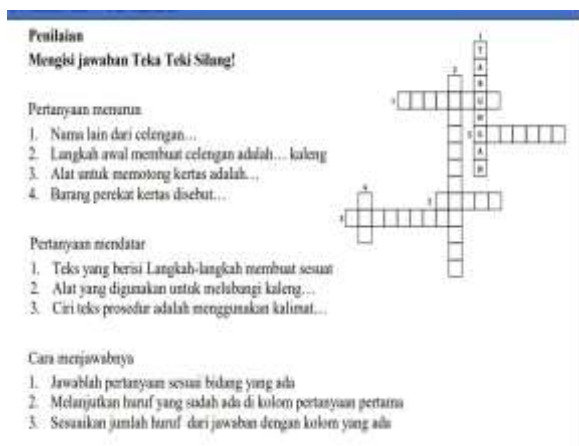 Penilaian
Mengisi jawaban Teka Teki Silang!
Pertanyaan menurun
1. Nama lain dari celengan…
2. Langkah awal membuat celengan adalah… kaleng
3. Alat untuk memotong kertas adalah…
4. Barang perekat kertas disebut…
Pertanyaan mendatar
1. Teks yang berisi Langkah-langkah membuat sesuat
2. Alat yang digunakan untuk melubangi kaleng…
3. Ciri teks prosedur adalah menggunakan kalimat…
Cara menjawabnya
1. Jawablah pertanyaan sesuai bidang yang ada
2. Melanjutkan huruf yang sudah ada di kolom pertanyaan pertama
3. Sesuaikan jumlah huruf dari jawaban dengan kolom yang ada
1
T
A
B
U
N
G
A
N
2
4